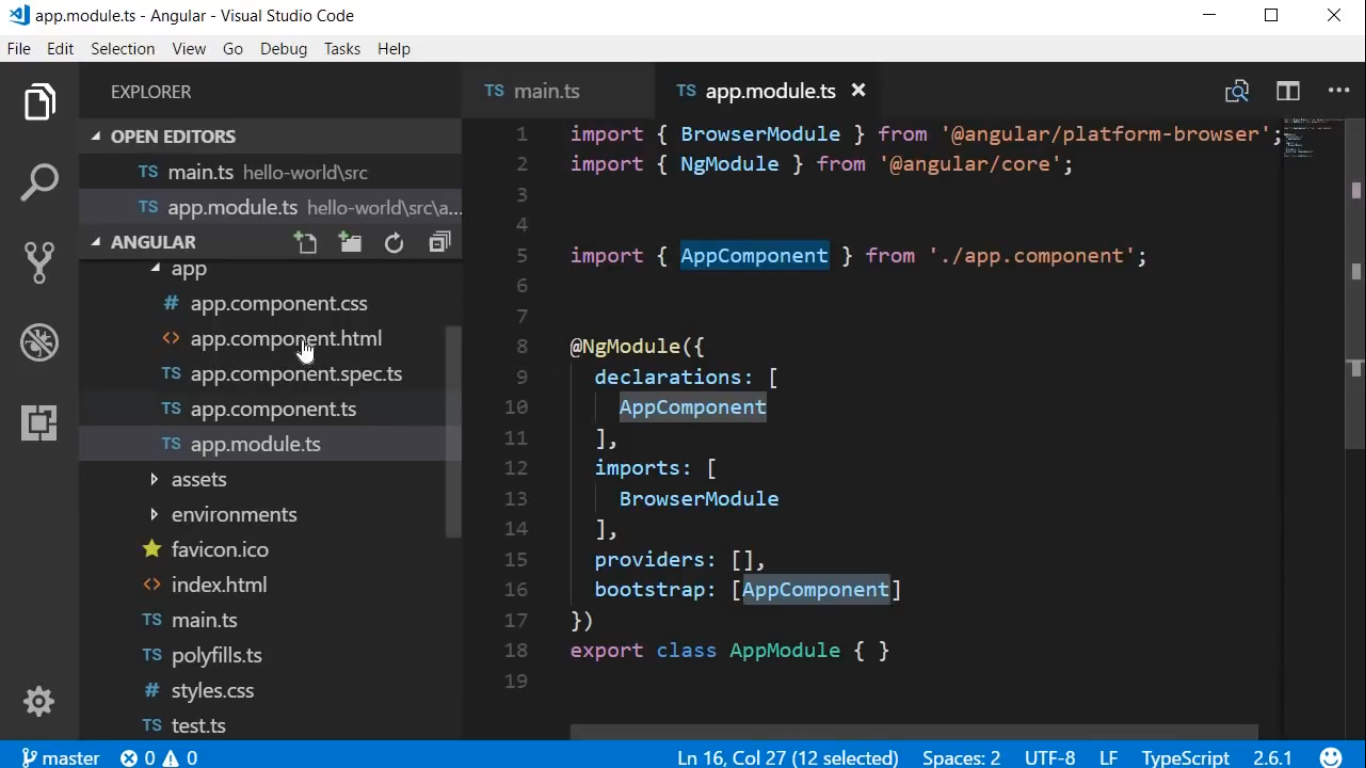 app.module.ts - Angular - Visual Studio Code
File Edit Selection View Go Debug Tasks Help
EXPLORER
OPEN EDITORS
TS main.ts hello-world\src
TS app.module.ts hello-world\src\a...
ANGULAR
app
# app.component.css
<> app.component.html
TS app.component.spec.ts
TS app.component.ts
TS app.module.ts
assets
environments
favicon.ico
<> index.html
TS main.ts
TS polyfills.ts
# styles.css
TS test.ts
TS main.ts TS app.module.ts
1 import { BrowserModule } from '@angular/platform-browser';
2 import { NgModule } from '@angular/core';
3
4
5 import { AppComponent } from './app.component';
6
7
8 @NgModule({
9 declarations: [
10 AppComponent
11 ],
12 imports: [
13 BrowserModule
14 ],
15 providers: [],
16 bootstrap: [AppComponent]
17 })
18 export class AppModule { }
19
master 0 0 Ln 16, Col 27 (12 selected) Spaces: 2 UTF-8 LF TypeScript 2.6.1